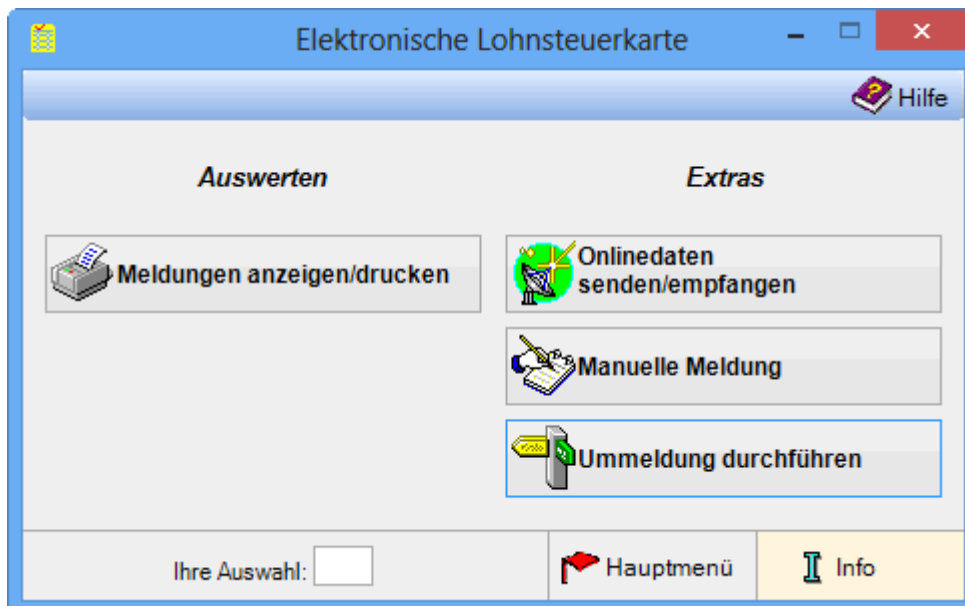 Elektronische Lohnsteuerkarte
Hilfe
Auswerten
Extras
Meldungen anzeigen/drucken
Onlinedaten
senden/empfangen
Manuelle Meldung
Ummeldung durchführen
Ihre Auswahl:
Hauptmenü
Info